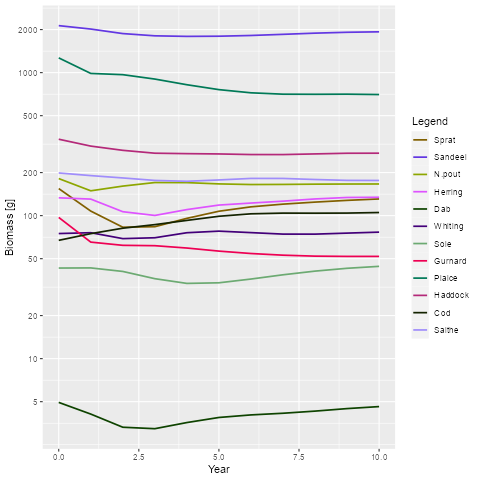 2000
1000
500
200
100
50
20
10
5
Biomass [g]
0.0
2.5
5.0
7.5
10.0
Year
Legend
Sprat
Sandeel
N.pout
Herring
Dab
Whiting
Sole
Gurnard
Plaice
Haddock
Cod
Saithe